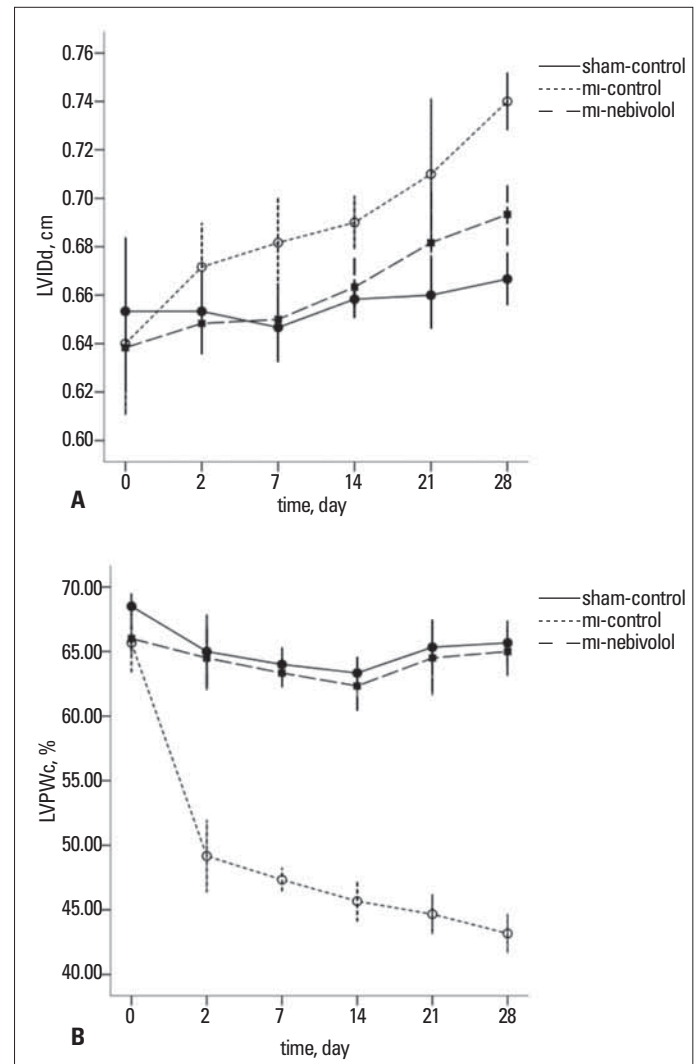 0.76
0.74
0.72
0.70
0.68
0.66
0.64
0.62
0.60
LVIDd, cm
0 2 7 14 21 28
time, day
A
sham-control
mı-control
mı-nebivolol
70.00
65.00
60.00
55.00
50.00
45.00
40.00
LVPWc, %
0 2 7 14 21 28
time, day
B
sham-control
mı-control
mı-nebivolol